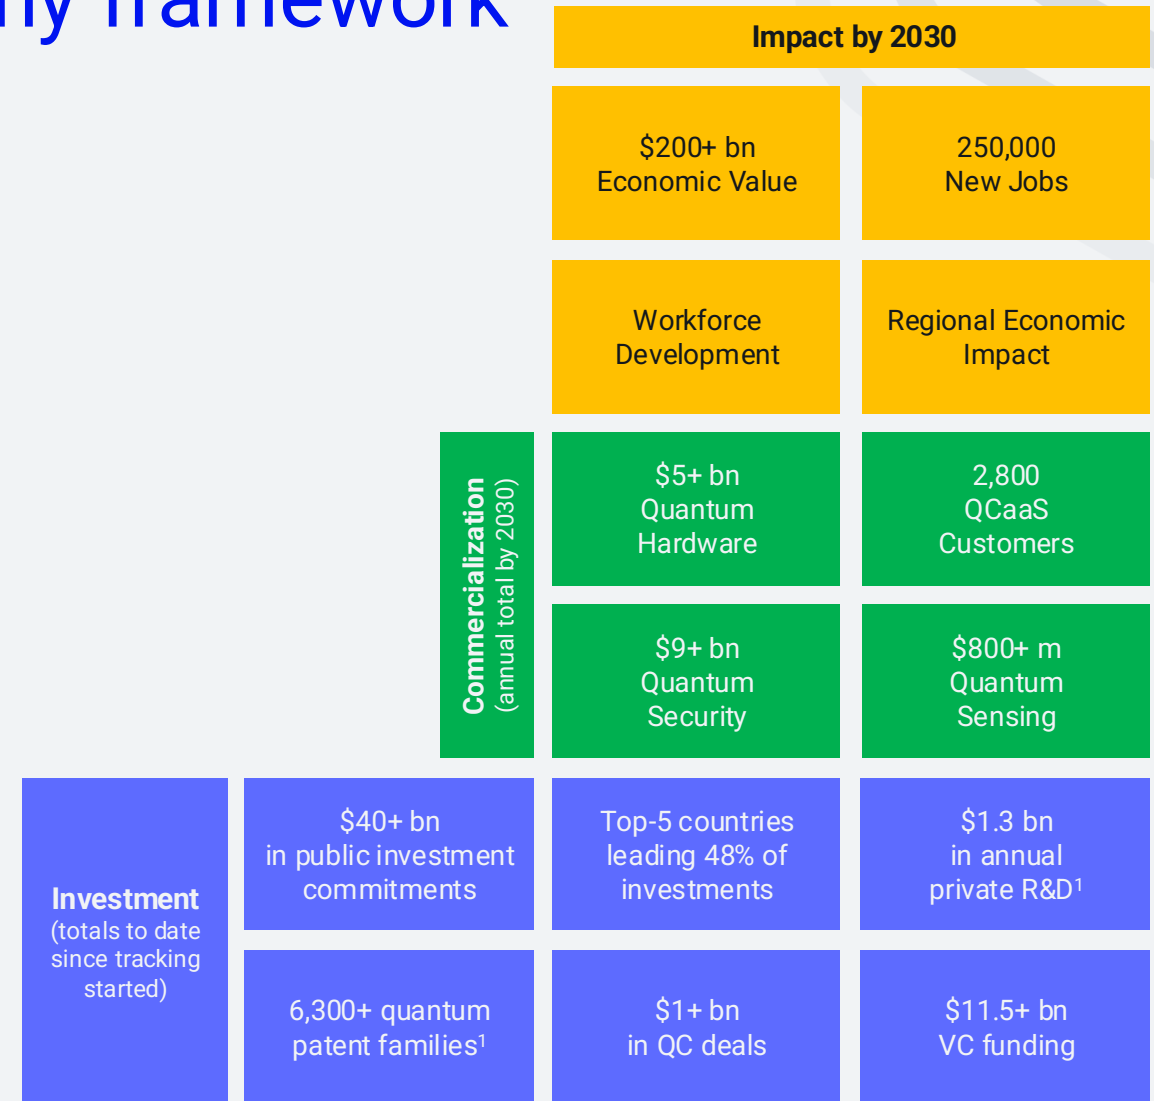 framework
Impact by 2030
$200+ bn
Economic Value
250,000
New Jobs
Workforce
Development
Regional Economic
Impact
Commercialization
(annual total by 2030)
$5+ bn
Quantum
Hardware
2,800
QCaaS
Customers
$9+ bn
Quantum
Security
$800+ m
Quantum
Sensing
Investment
(totals to date
since tracking
started)
$40+ bn
in public investment
commitments
Top-5 countries
leading 48% of
investments
$1.3 bn
in annual
private R&D¹
6,300+ quantum
patent families¹
$1+ bn
in QC deals
$11.5+ bn
VC funding